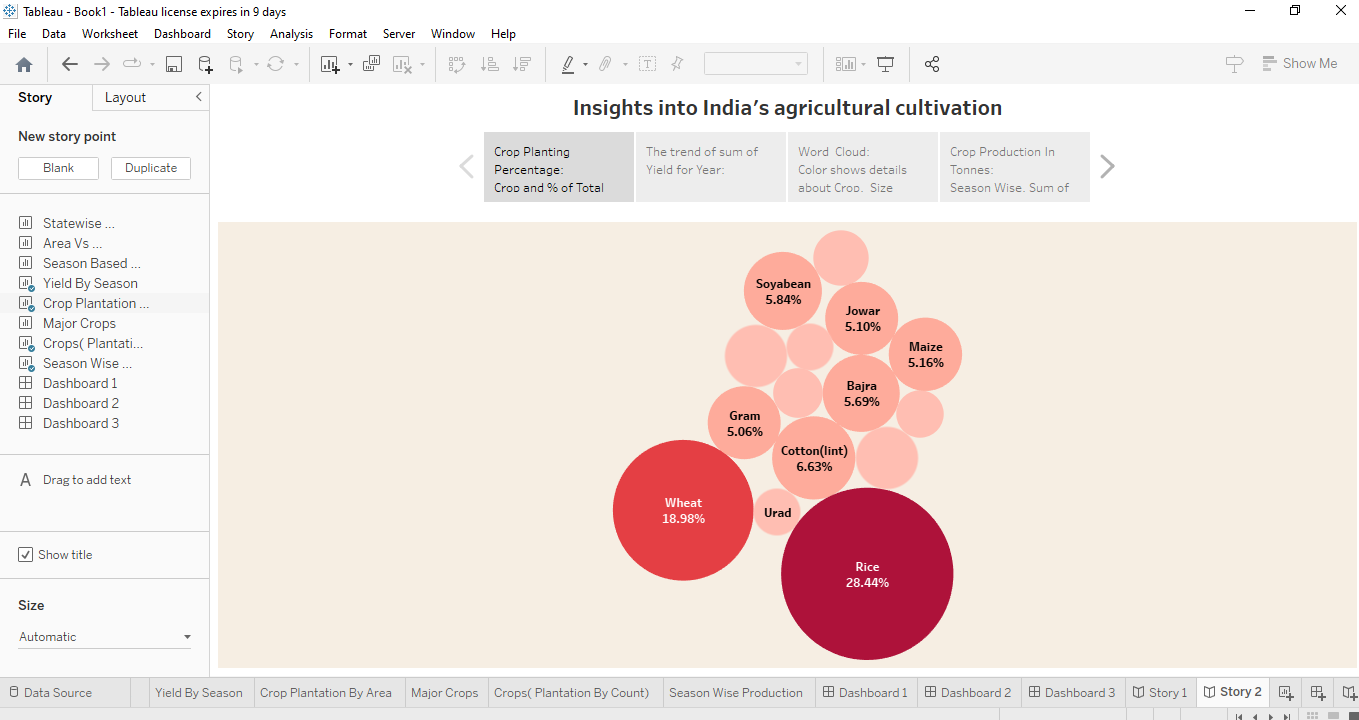 Tableau - Book1 - Tableau license expires in 9 days
File Data Worksheet Dashboard Story Analysis Format Server Window Help
Show Me
Story Layout
New story point
Blank Duplicate
Statewise ...
Area Vs ...
Season Based ...
Yield By Season
Crop Plantation ...
Major Crops
Crops( Plantati...
Season Wise ...
Dashboard 1
Dashboard 2
Dashboard 3
A Drag to add text
Show title
Size
Automatic
Insights into India's agricultural cultivation
Crop Planting
Percentage:
Crop and % of Total
The trend of sum of
Yield for Year:
Word Cloud:
Color shows details
about Crop. Size
Crop Production In
Tonnes:
Season Wise. Sum of
Soyabean
5.84%
Jowar
5.10%
Maize
5.16%
Bajra
5.69%
Gram
5.06%
Cotton(lint)
6.63%
Wheat
18.98%
Urad
Rice
28.44%
Data Source Yield By Season Crop Plantation By Area Major Crops Crops( Plantation By Count) Season Wise Production Dashboard 1 Dashboard 2 Dashboard 3 Story 1 Story 2